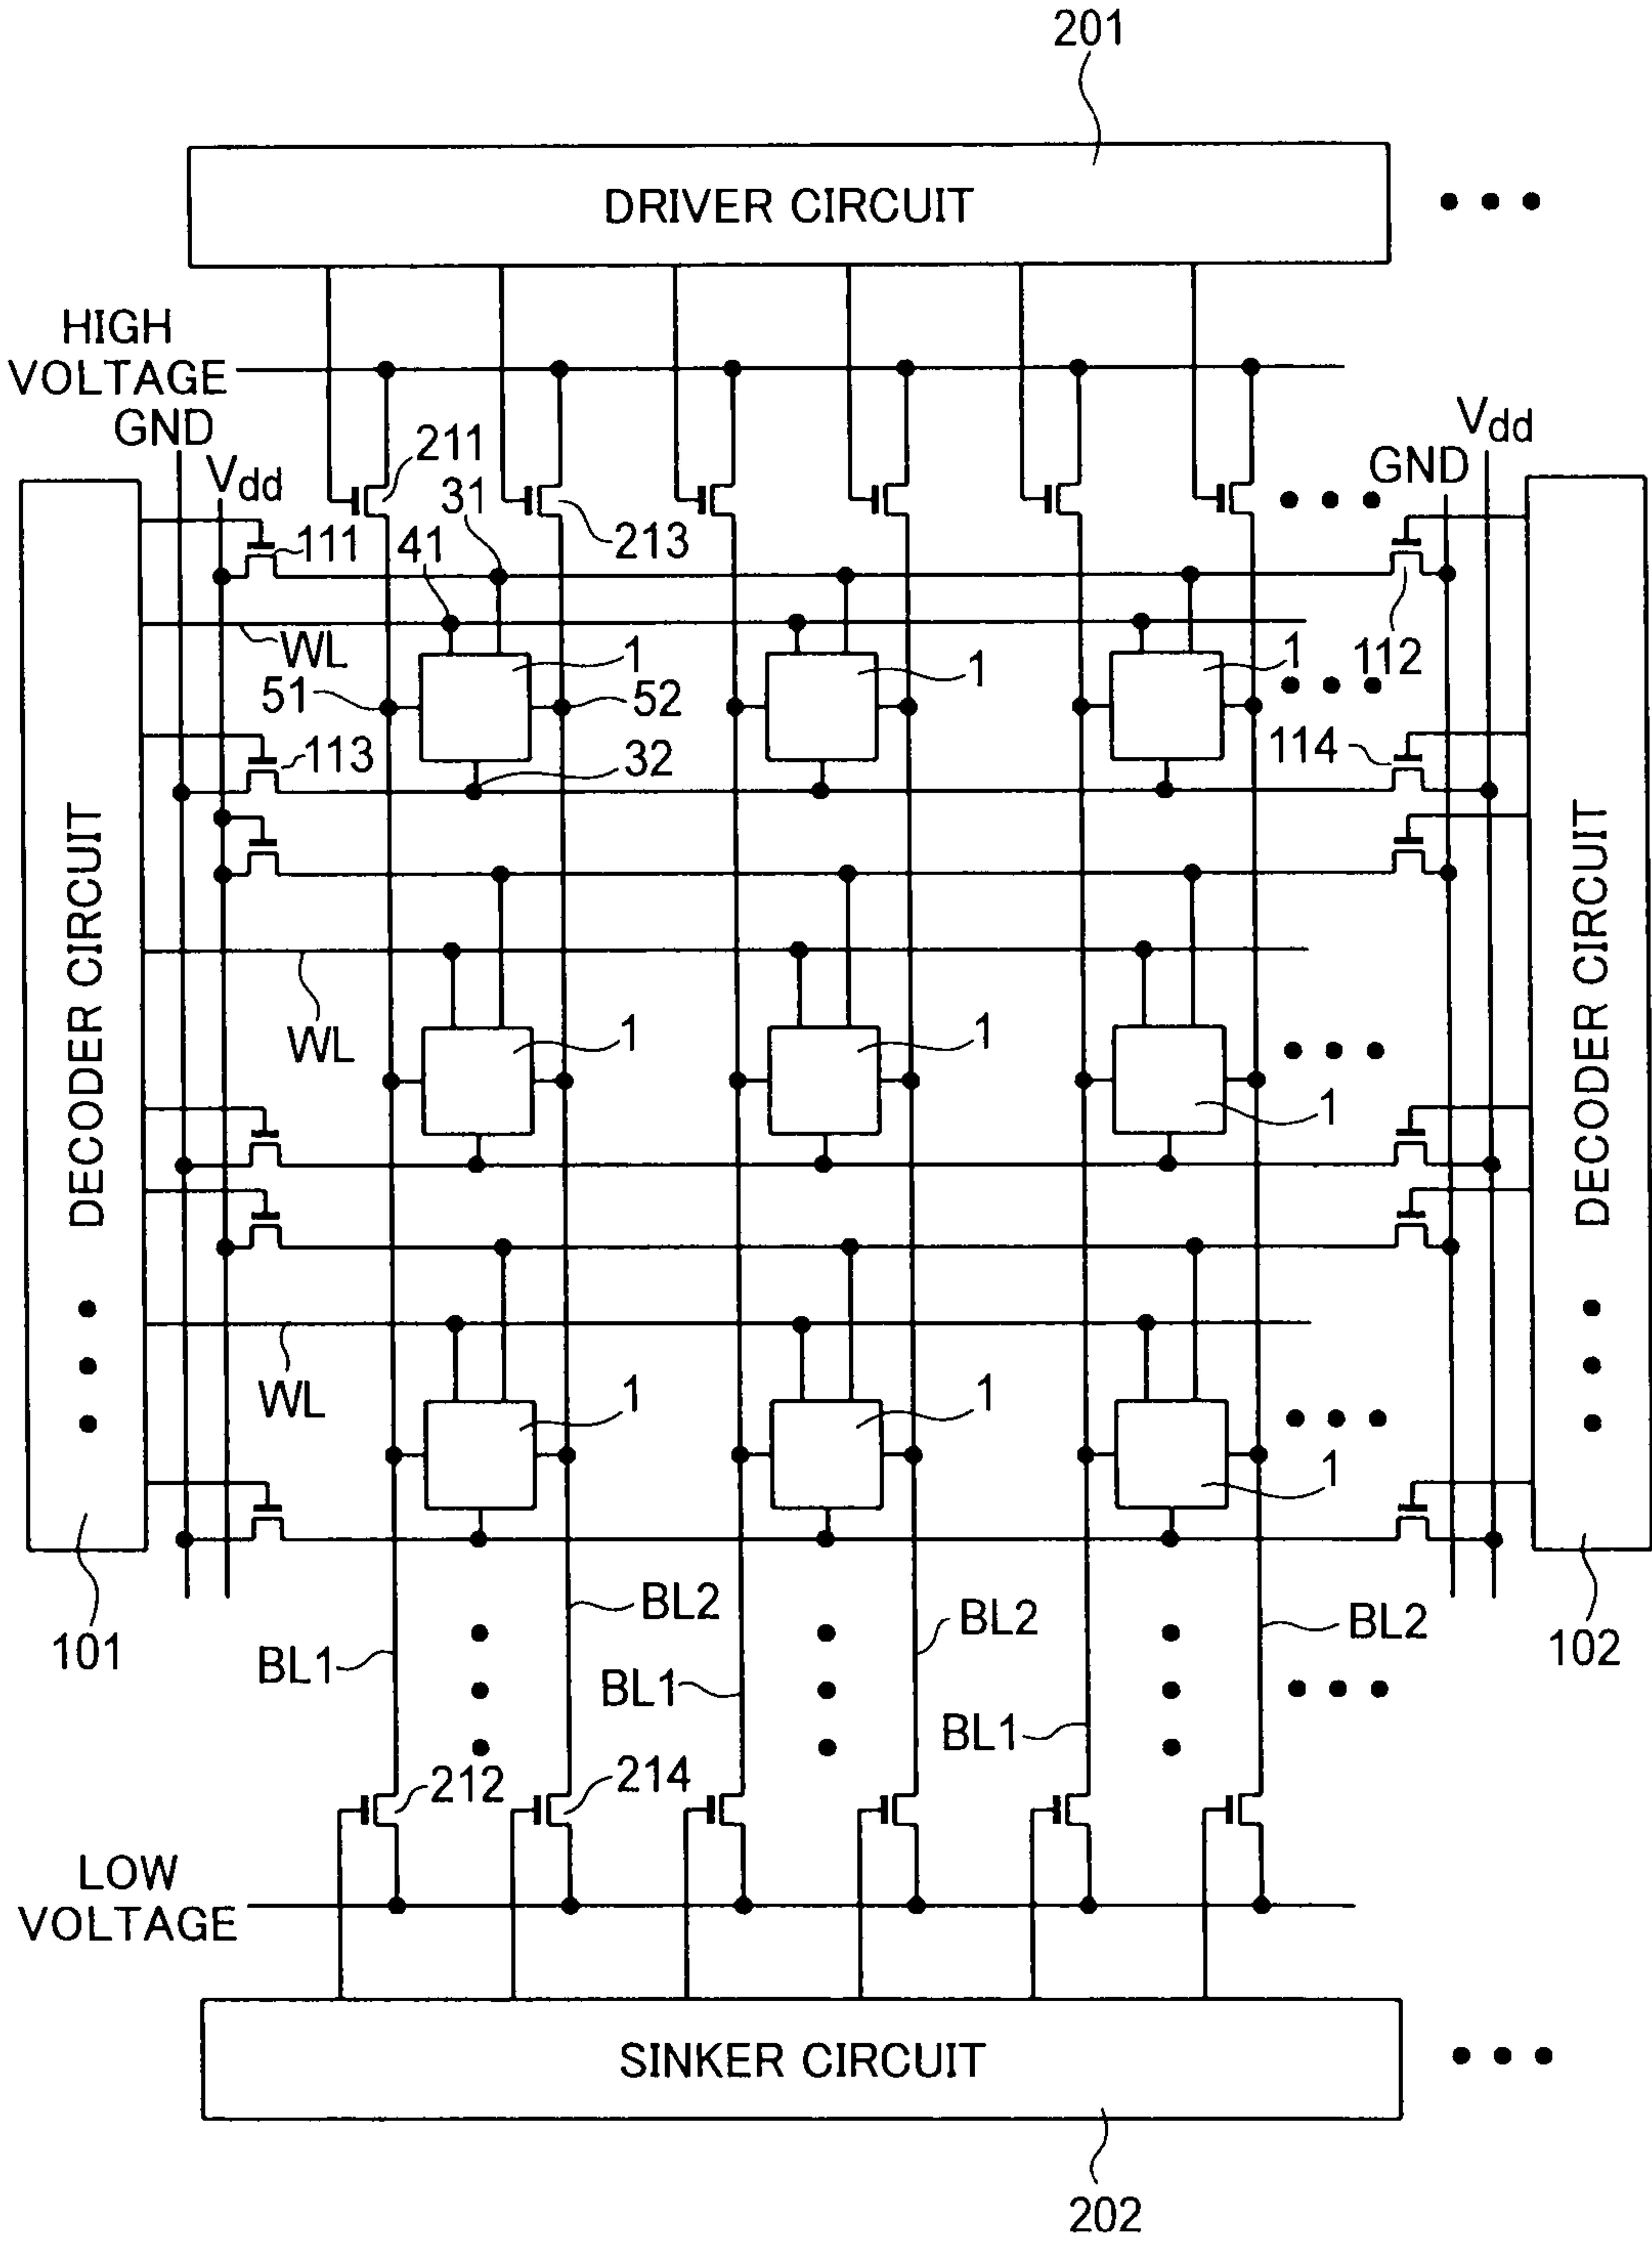 201
DRIVER CIRCUIT
HIGH
VOLTAGE
GND
Vdd
211
31
213
Vdd
GND
111
41
WL
1
1
1
112
51
52
113
32
114
DECODER CIRCUIT
DECODER CIRCUIT
WL
1
1
1
WL
1
1
1
101
BL1
BL2
BL1
BL2
BL1
BL2
102
212
214
LOW
VOLTAGE
SINKER CIRCUIT
202